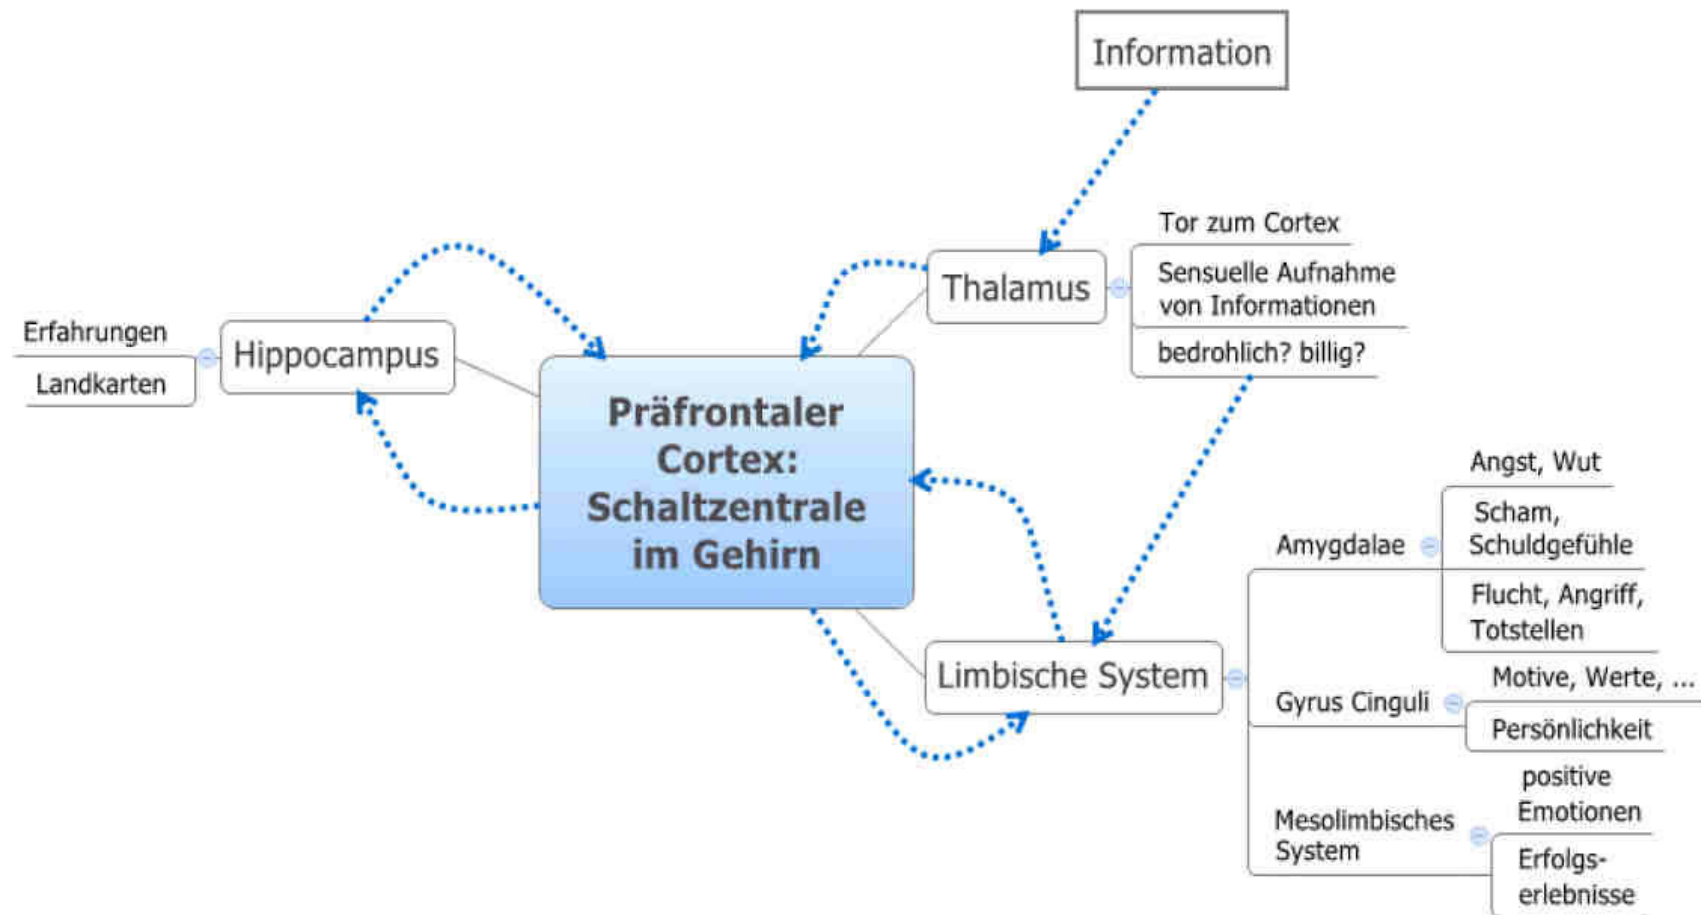 Information
Tor zum Cortex
Sensuelle Aufnahme
von Informationen
bedrohlich? billig?
Thalamus
Erfahrungen
Landkarten
Hippocampus
Präfrontaler
Cortex:
Schaltzentrale
im Gehirn
Limbische System
Amygdalae
Angst, Wut
Scham,
Schuldgefühle
Flucht, Angriff,
Totstellen
Gyrus Cinguli
Motive, Werte, ...
Persönlichkeit
Mesolimbisches
System
positive
Emotionen
Erfolgs-
erlebnisse